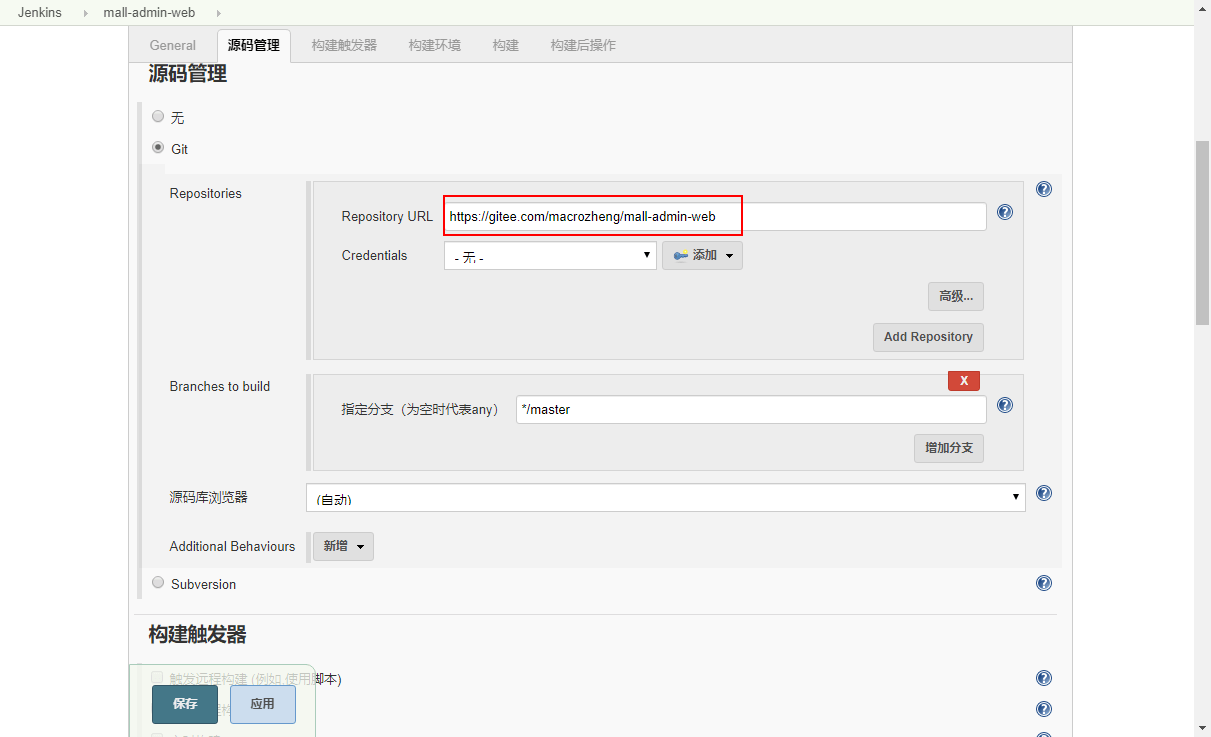 Jenkins mall-admin-web
General 源码管理 构建触发器 构建环境 构建 构建后操作
源码管理
无
Git
Repositories
Repository URL https://gitee.com/macrozheng/mall-admin-web
Credentials - 无 - 添加
高级...
Add Repository
Branches to build X
指定分支（为空时代表any） */master
增加分支
源码库浏览器 (自动)
Additional Behaviours 新增
Subversion
构建触发器
触发远程构建 (例如,使用脚本)
保存 应用